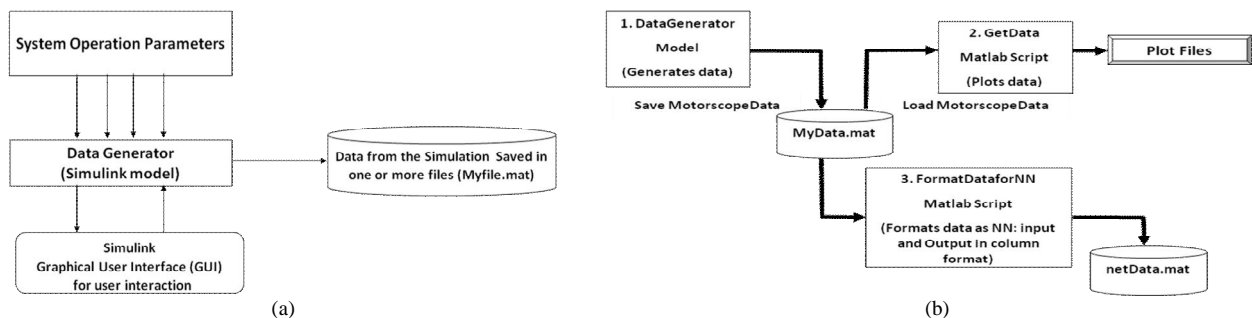 System Operation Parameters
Data Generator
(Simulink model)
Data from the Simulation Saved in
one or more files (Myfile.mat)
Simulink
Graphical User Interface (GUI)
for user interaction
(a)
1. DataGenerator
Model
(Generates data)
Save MotorscopeData
2. GetData
Matlab Script
(Plots data)
Load MotorscopeData
Plot Files
MyData.mat
3. FormatDataforNN
Matlab Script
(Formats data as NN: input
and Output in column
format)
netData.mat
(b)